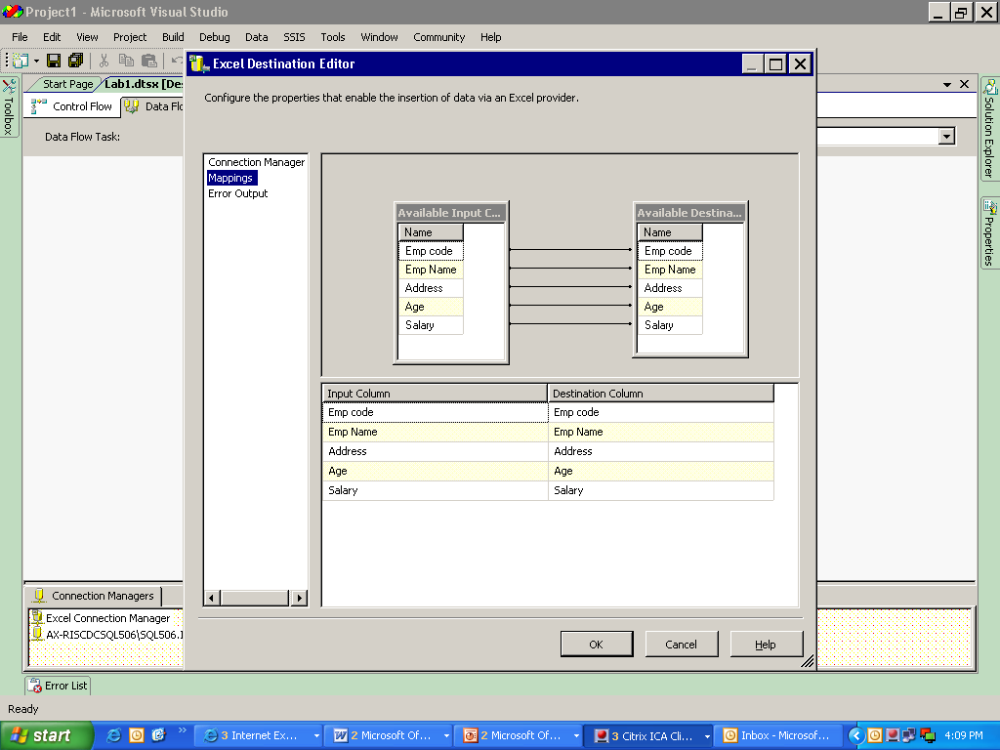 Project1 - Microsoft Visual Studio
File Edit View Project Build Debug Data SSIS Tools Window Community Help
Start Page Lab1.dtsx [De
Control Flow Data Flo
Data Flow Task:
Toolbox
Solution Explorer
Properties
Excel Destination Editor
Configure the properties that enable the insertion of data via an Excel provider.
Connection Manager
Mappings
Error Output
Available Input C...
Name
Emp code
Emp Name
Address
Age
Salary
Available Destina...
Name
Emp code
Emp Name
Address
Age
Salary
Input Column Destination Column
Emp code Emp code
Emp Name Emp Name
Address Address
Age Age
Salary Salary
OK Cancel Help
Connection Managers
Excel Connection Manager
AX-RISCDCSQL506\SQL506.
Error List
Ready
start » 3 Internet Ex... 2 Microsoft Of... 2 Microsoft Of... 3 Citrix ICA Cli... Inbox - Microsof... 4:09 PM